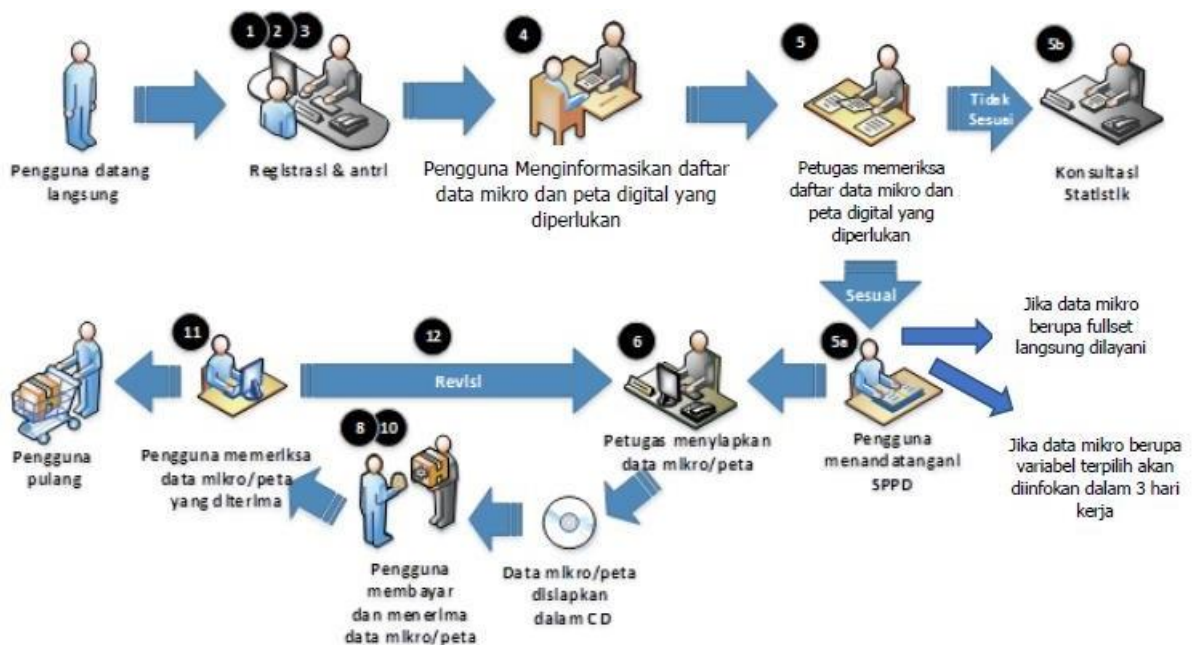 1 2 3
4
5
5b
Pengguna datang
langsung
Registrasi & antri
Pengguna Menginformasikan daftar
data mikro dan peta digital yang
diperlukan
Petugas memeriksa
daftar data mikro dan
peta digital yang
diperlukan
Tidak
Sesuai
Konsultasi
Statistik
Sesuai
5a
Pengguna
menandatangani
SPPD
Jika data mikro
berupa fullset
langsung dilayani
Jika data mikro berupa
variabel terpilih akan
diinfokan dalam 3 hari
kerja
6
Petugas menyiapkan
data mikro/peta
Data mikro/peta
disiapkan
dalam CD
8 10
Pengguna
membayar
dan menerima
data mikro/peta
11
Pengguna memeriksa
data mikro/peta
yang diterima
12
Revisi
Pengguna
pulang